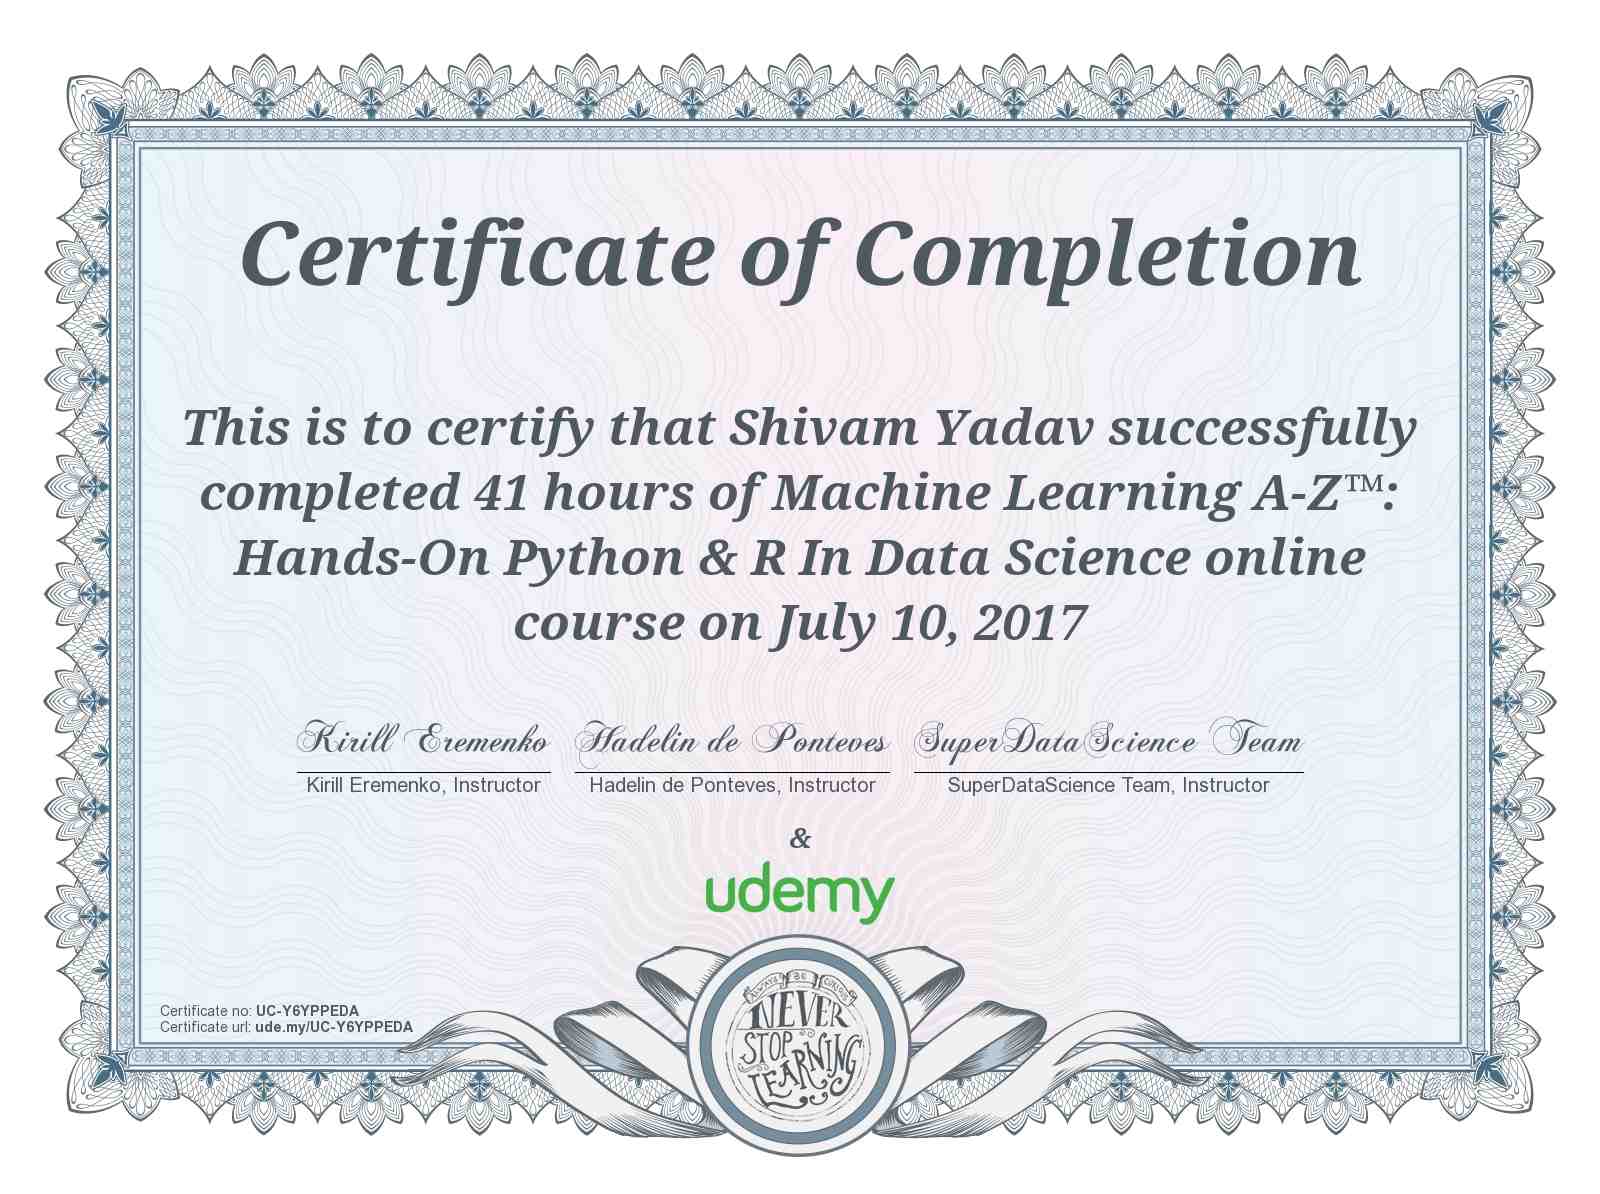 Certificate of Completion
This is to certify that Shivam Yadav successfully
completed 41 hours of Machine Learning A-Z™:
Hands-On Python & R In Data Science online
course on July 10, 2017
Kirill Eremenko Hadelin de Ponteves SuperDataScience Team
Kirill Eremenko, Instructor Hadelin de Ponteves, Instructor SuperDataScience Team, Instructor
&
udemy
ALWAYS BE CURIOUS
NEVER
STOP
LEARNING
Certificate no: UC-Y6YPPEDA
Certificate url: ude.my/UC-Y6YPPEDA